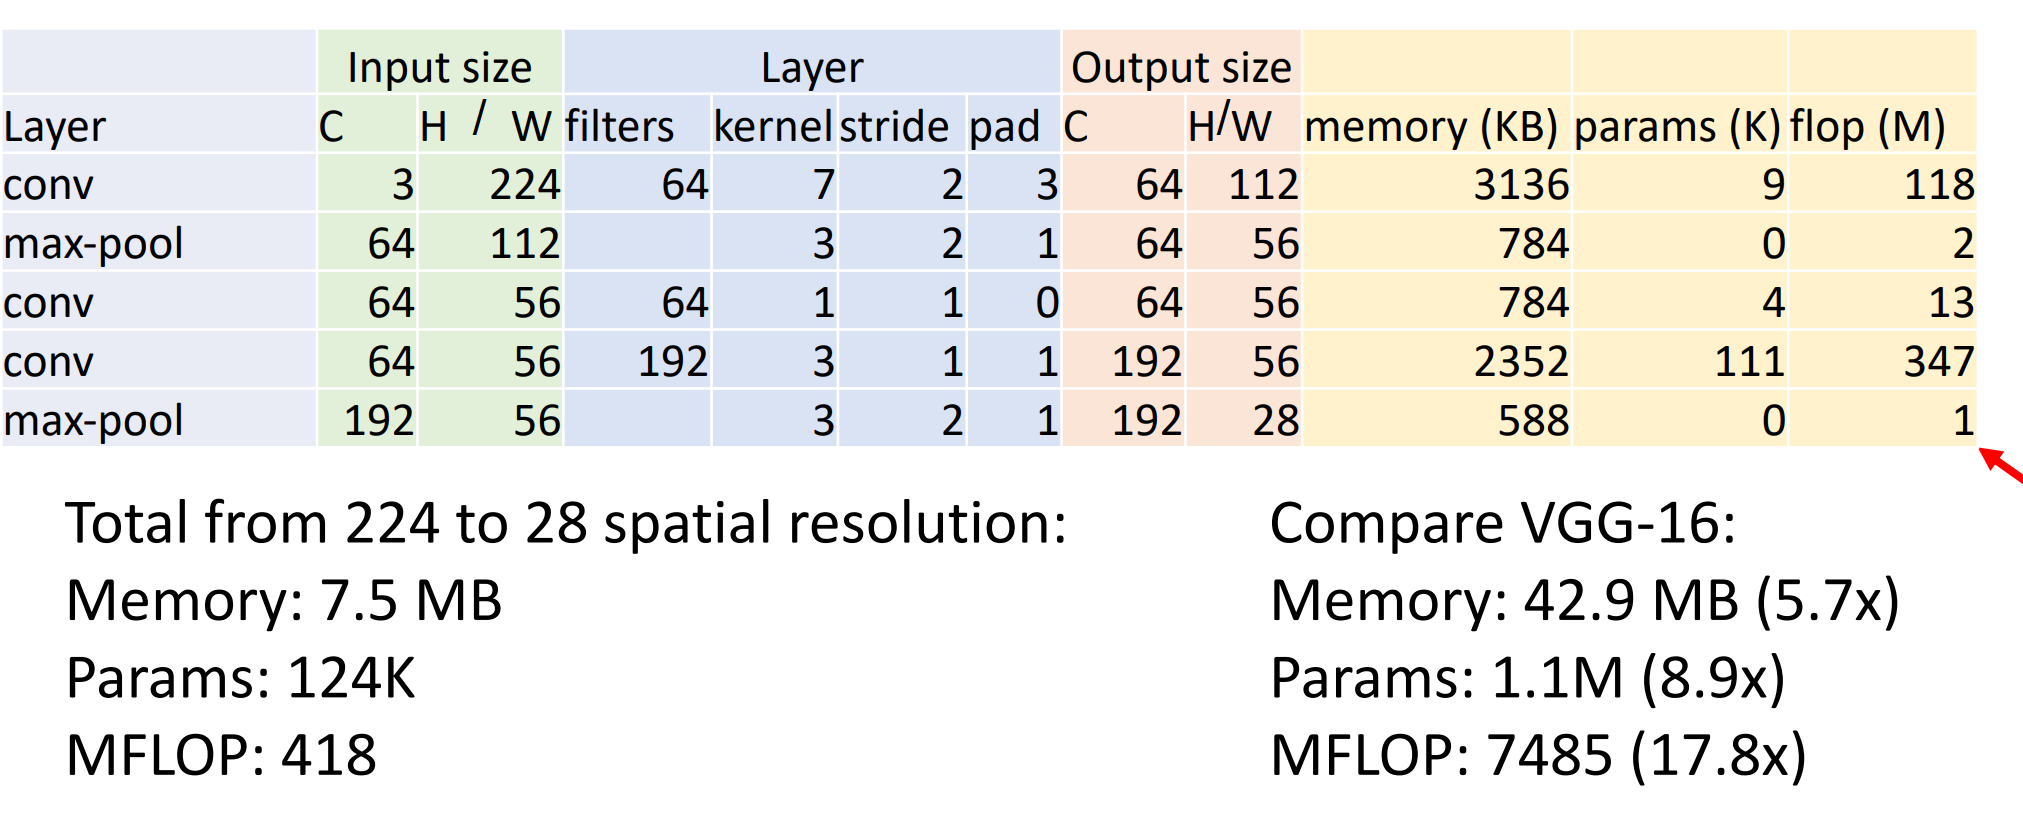 Input size Layer Output size
Layer C H / W filters kernel stride pad C H/W memory (KB) params (K) flop (M)
conv 3 224 64 7 2 3 64 112 3136 9 118
max-pool 64 112 3 2 1 64 56 784 0 2
conv 64 56 64 1 1 0 64 56 784 4 13
conv 64 56 192 3 1 1 192 56 2352 111 347
max-pool 192 56 3 2 1 192 28 588 0 1
Total from 224 to 28 spatial resolution:
Memory: 7.5 MB
Params: 124K
MFLOP: 418
Compare VGG-16:
Memory: 42.9 MB (5.7x)
Params: 1.1M (8.9x)
MFLOP: 7485 (17.8x)